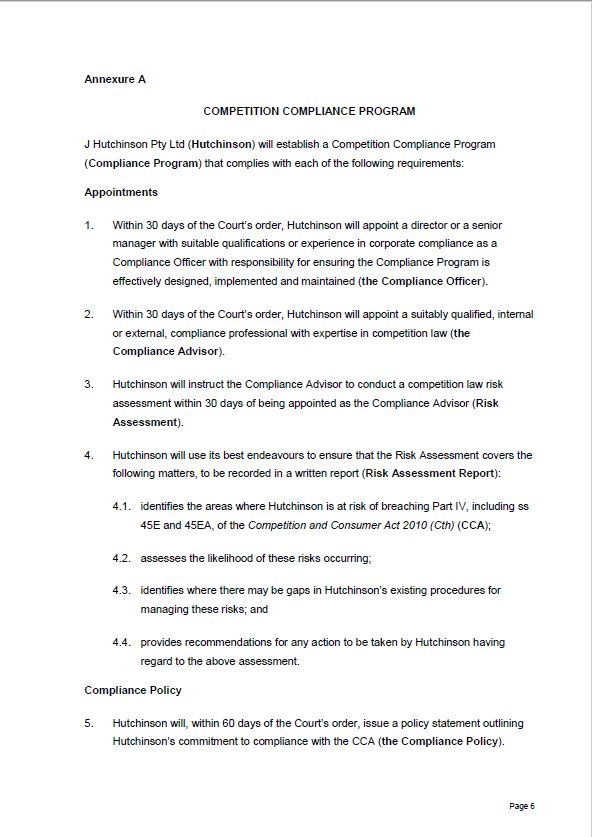 Annexure A
COMPETITION COMPLIANCE PROGRAM
J Hutchinson Pty Ltd (Hutchinson) will establish a Competition Compliance Program
(Compliance Program) that complies with each of the following requirements:
Appointments
1. Within 30 days of the Court's order, Hutchinson will appoint a director or a senior
manager with suitable qualifications or experience in corporate compliance as a
Compliance Officer with responsibility for ensuring the Compliance Program is
effectively designed, implemented and maintained (the Compliance Officer).
2. Within 30 days of the Court's order, Hutchinson will appoint a suitably qualified, internal
or external, compliance professional with expertise in competition law (the
Compliance Advisor).
3. Hutchinson will instruct the Compliance Advisor to conduct a competition law risk
assessment within 30 days of being appointed as the Compliance Advisor (Risk
Assessment).
4. Hutchinson will use its best endeavours to ensure that the Risk Assessment covers the
following matters, to be recorded in a written report (Risk Assessment Report):
4.1. identifies the areas where Hutchinson is at risk of breaching Part IV, including ss
45E and 45EA, of the Competition and Consumer Act 2010 (Cth) (CCA);
4.2. assesses the likelihood of these risks occurring;
4.3. identifies where there may be gaps in Hutchinson's existing procedures for
managing these risks; and
4.4. provides recommendations for any action to be taken by Hutchinson having
regard to the above assessment.
Compliance Policy
5. Hutchinson will, within 60 days of the Court's order, issue a policy statement outlining
Hutchinson's commitment to compliance with the CCA (the Compliance Policy).
Page 6